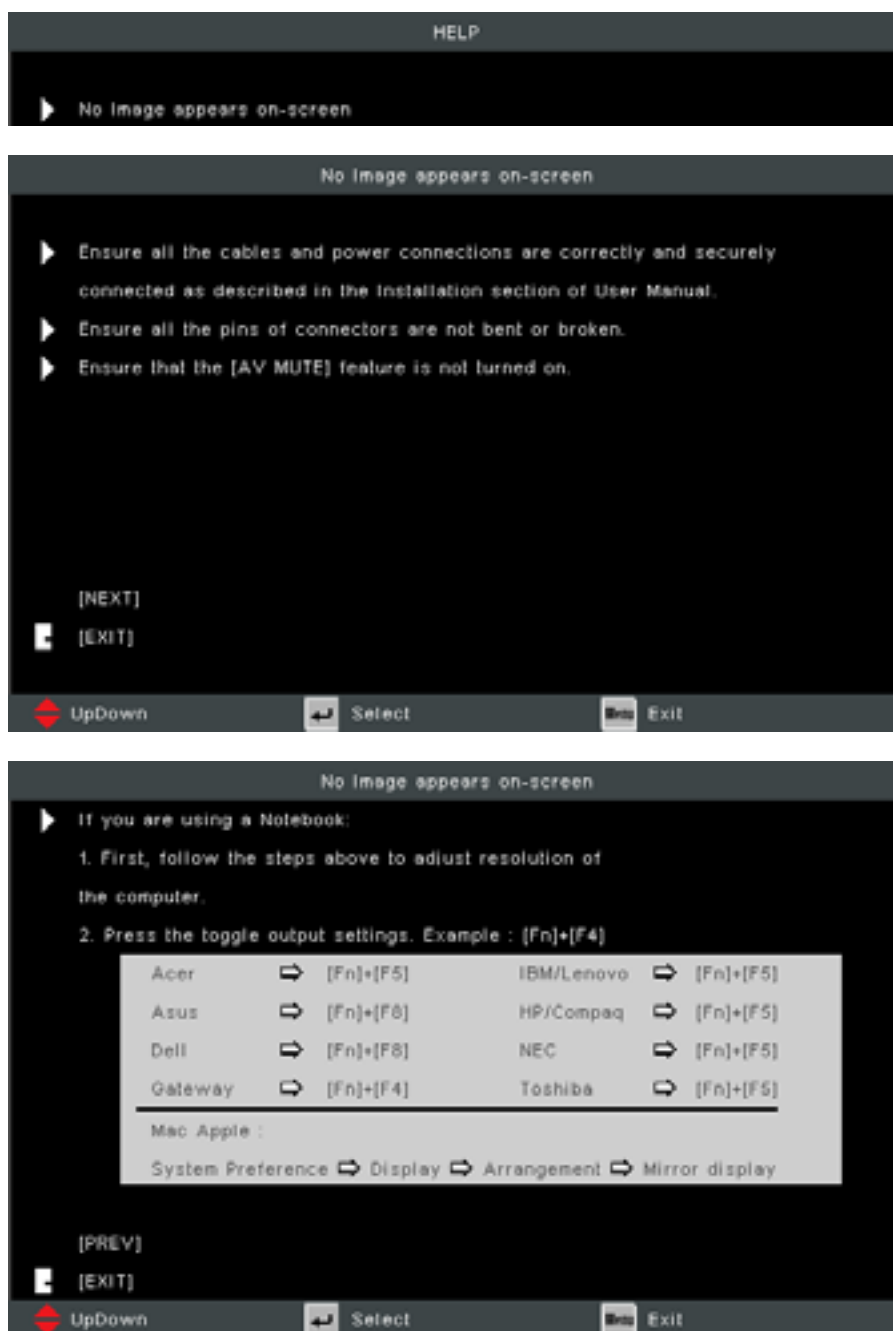 HELP
No Image appears on-screen
No Image appears on-screen
Ensure all the cables and power connections are correctly and securely
connected as described in the Installation section of User Manual.
Ensure all the pins of connectors are not bent or broken.
Ensure that the [AV MUTE] feature is not turned on.
[NEXT]
[EXIT]
UpDown Select Menu Exit
No Image appears on-screen
If you are using a Notebook:
1. First, follow the steps above to adjust resolution of
the computer.
2. Press the toggle output settings. Example : [Fn]+[F4]
Acer ⇨ [Fn]+[F5] IBM/Lenovo ⇨ [Fn]+[F5]
Asus ⇨ [Fn]+[F8] HP/Compaq ⇨ [Fn]+[F5]
Dell ⇨ [Fn]+[F8] NEC ⇨ [Fn]+[F5]
Gateway ⇨ [Fn]+[F4] Toshiba ⇨ [Fn]+[F5]
Mac Apple :
System Preference ⇨ Display ⇨ Arrangement ⇨ Mirror display
[PREV]
[EXIT]
UpDown Select Menu Exit